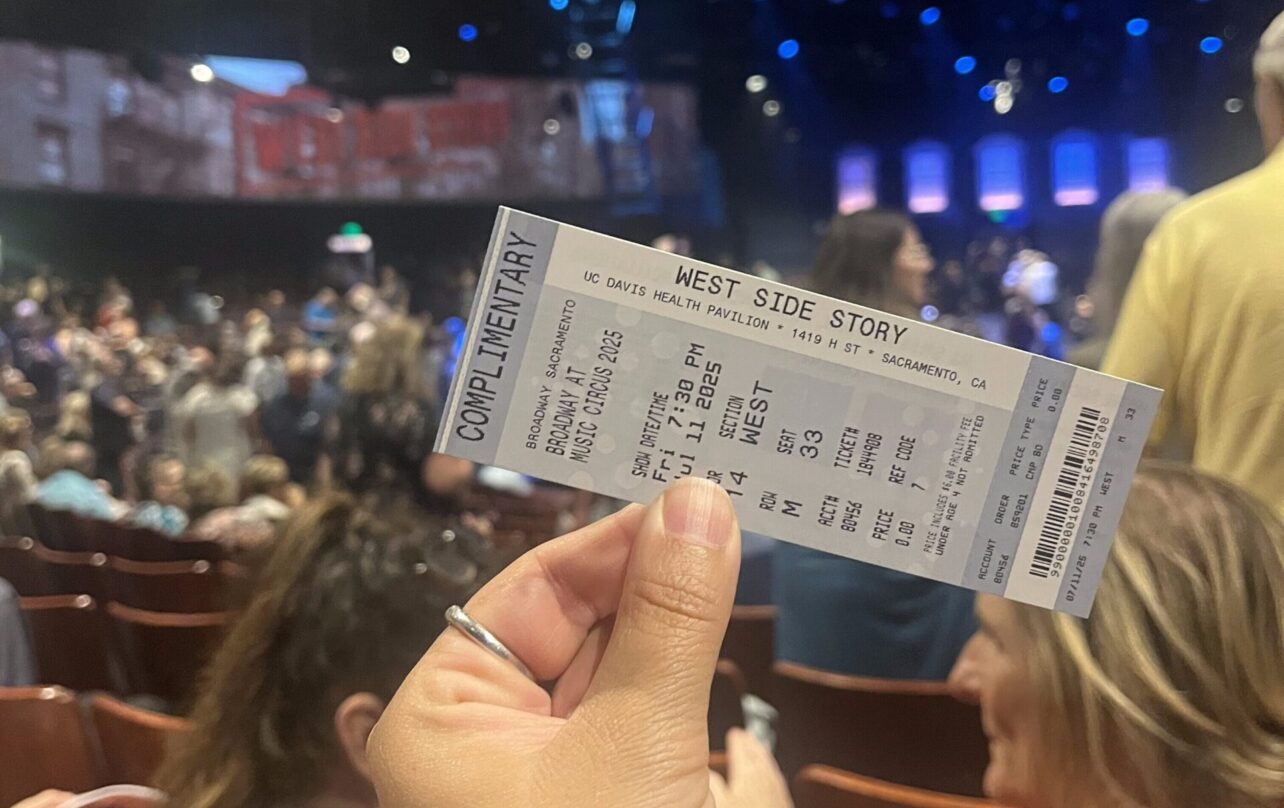 COMPLIMENTARY
WEST SIDE STORY
UC DAVIS HEALTH PAVILION * 1419 H ST * SACRAMENTO, CA
BROADWAY SACRAMENTO
BROADWAY AT
MUSIC CIRCUS 2025
SHOW DATE/TIME
Fri 7:30 PM
Jul 11 2025
SECTION
WEST
14
ROW
M
SEAT
33
ACCT#
80456
TICKET#
1844908
PRICE
0.00
REF CODE
7
PRICE INCLUDES $6.00 FACILITY FEE
UNDER AGE 4 NOT ADMITTED
ACCOUNT ORDER PRICE TYPE PRICE
80456 859201 CMP BO 0.00
990000001008416498708
07/11/25 7:30 PM WEST M 33